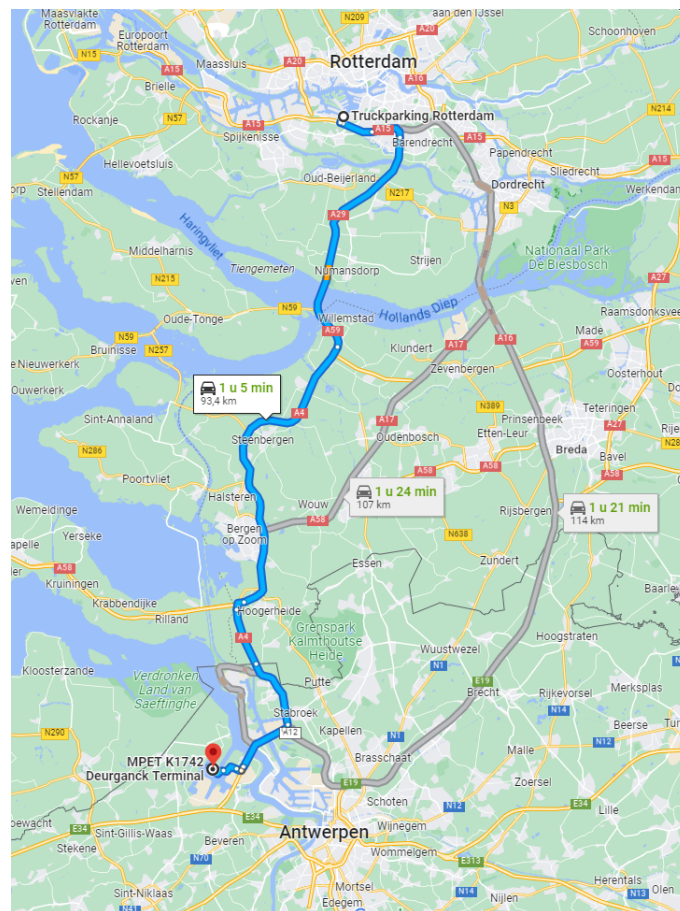 Maasvlakte
Rotterdam
N209
aan den IJssel
A20
Schoonhoven
Europoort
Rotterdam
Rotterdam
N15
Maassluis
A20
A15
A16
Brielle
Truckparking Rotterdam
N214
N57
A15
A15
Rockanje
Spijkenisse
Barendrecht
A15
Papendrecht
Hellevoetsluis
Sliedrecht
A15
N57
Oud-Beijerland
Dordrecht
Stellendam
N217
Werkendam
N3
A29
Haringvliet
Middelharnis
Strijen
Nationaal Park
De Biesbosch
Tiengemeten
Numansdorp
N215
A27
Hollands Diep
N59
Oude-Tonge
Willemstad
Raamsdonksveer
N59
A59
A16
Made
Bruinisse
N257
Klundert
A17
A59
Nieuwerkerk
Zevenbergen
1 u 5 min
93,4 km
Oosterhout
Ouwerkerk
N389
Teteringen
Sint-Annaland
A4
A17
Prinsenbeek
A27
Steenbergen
Oudenbosch
Etten-Leur
N286
Breda
Bavel
Poortvliet
A58
A58
A58
Halsteren
1 u 24 min
107 km
Wemeldinge
Wouw
1 u 21 min
114 km
Rijsbergen
Bergen
op Zoom
A58
Yerseke
N638
Essen
Zundert
A58
Kruiningen
Krabbendijke
Hoogerheide
Rilland
Grenspark
Kalmthoutse
Heide
A4
Hoogstraten
Wuustwezel
Kloosterzande
Verdronken
Land van
Saeftinghe
N1
Putte
E19
Merksplas
Brecht
Rijkevorsel
Stabroek
N14
N290
A12
Kapellen
N1
Beerse
MPET K1742
Deurganck Terminal
Malle
Brasschaat
Zoersel
E19
Schoten
N12
E34
E34
Lille
Sint-Gillis-Waas
Antwerpen
Wijnegem
N12
E34
Stekene
Beveren
N70
Wommelgem
E313
Herentals
Mortsel
N14
N13
Olen
Sint-Niklaas
Nijlen
Edegem
N41